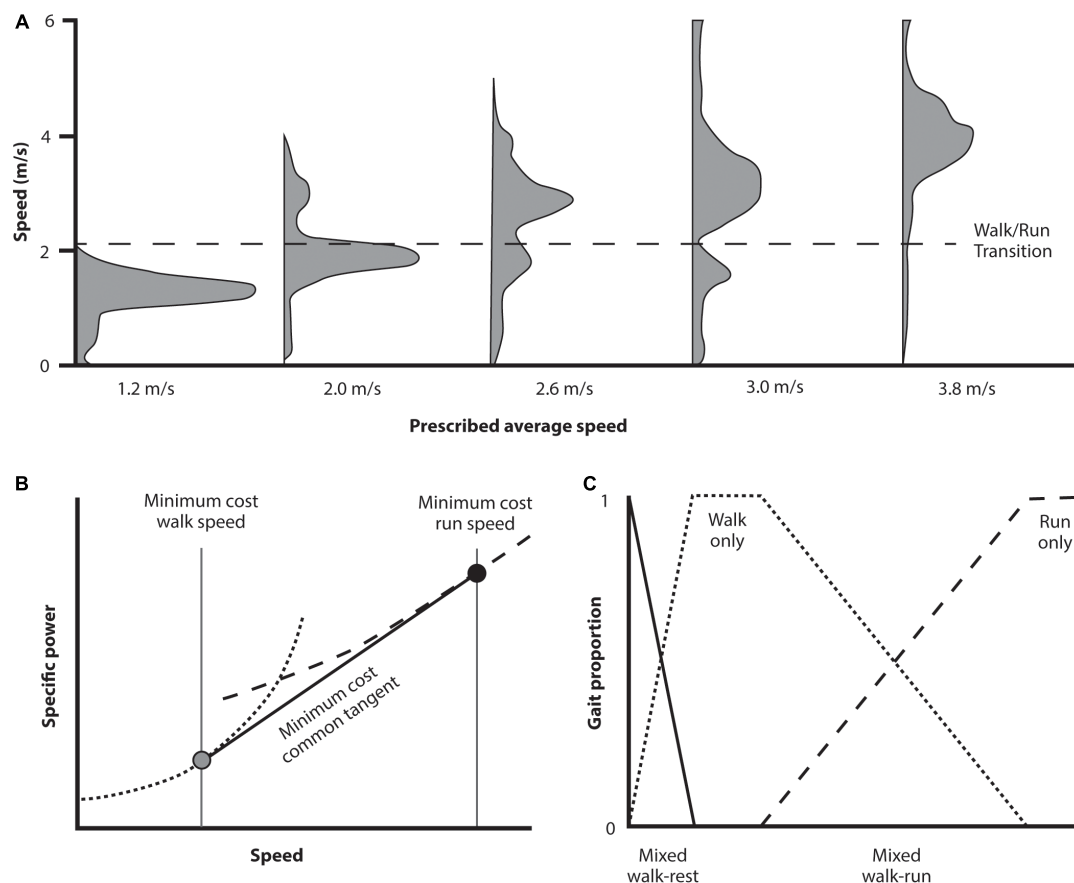 A
6
4
2
0
Speed (m/s)
Walk/Run
Transition
1.2 m/s
2.0 m/s
2.6 m/s
3.0 m/s
3.8 m/s
Prescribed average speed
B
Minimum cost
walk speed
Minimum cost
run speed
Specific power
Minimum cost
common tangent
Speed
C
1
0
Gait proportion
Walk
only
Run
only
Mixed
walk-rest
Mixed
walk-run